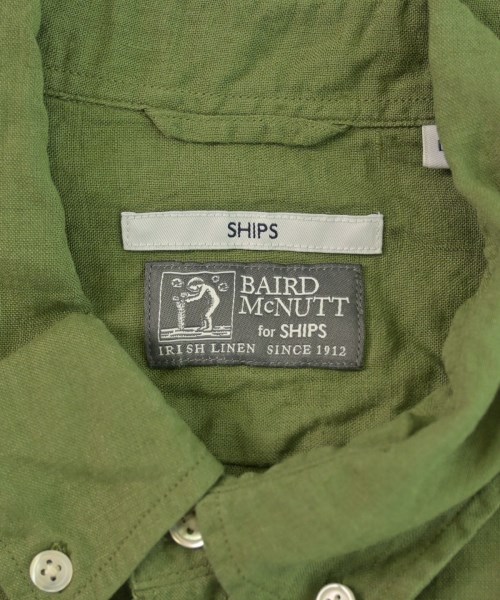 SHIPS
BAIRD
McNUTT
for SHIPS
IRISH LINEN SINCE 1912